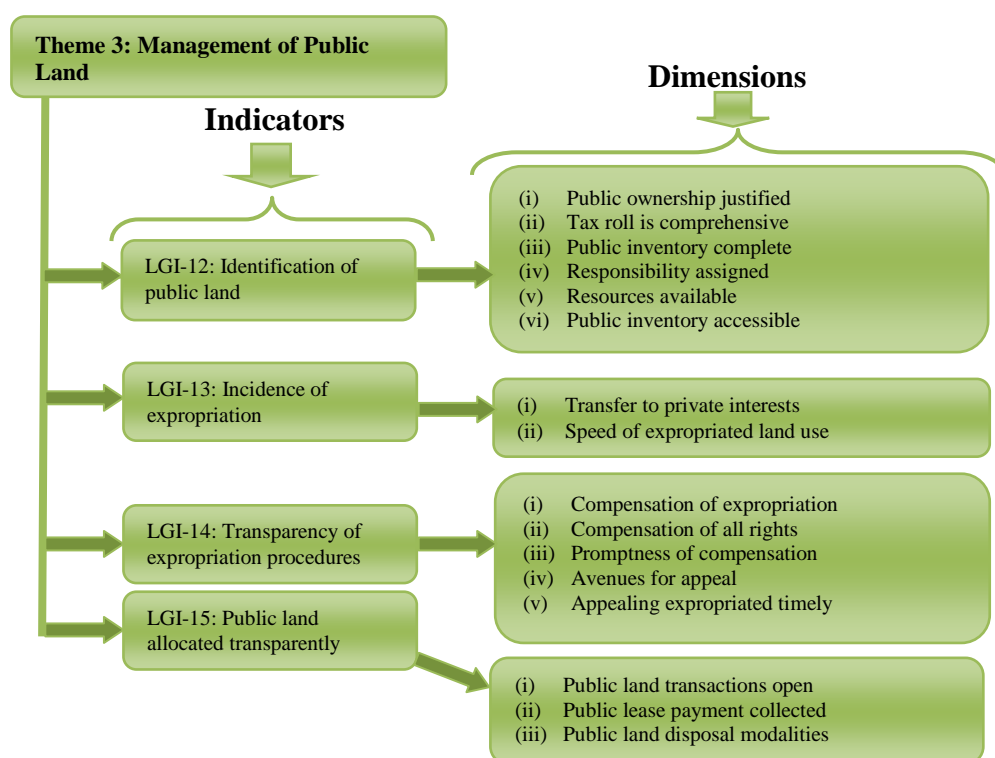 Theme 3: Management of Public
Land
Indicators
Dimensions
LGI-12: Identification of
public land
(i) Public ownership justified
(ii) Tax roll is comprehensive
(iii) Public inventory complete
(iv) Responsibility assigned
(v) Resources available
(vi) Public inventory accessible
LGI-13: Incidence of
expropriation
(i) Transfer to private interests
(ii) Speed of expropriated land use
LGI-14: Transparency of
expropriation procedures
(i) Compensation of expropriation
(ii) Compensation of all rights
(iii) Promptness of compensation
(iv) Avenues for appeal
(v) Appealing expropriated timely
LGI-15: Public land
allocated transparently
(i) Public land transactions open
(ii) Public lease payment collected
(iii) Public land disposal modalities